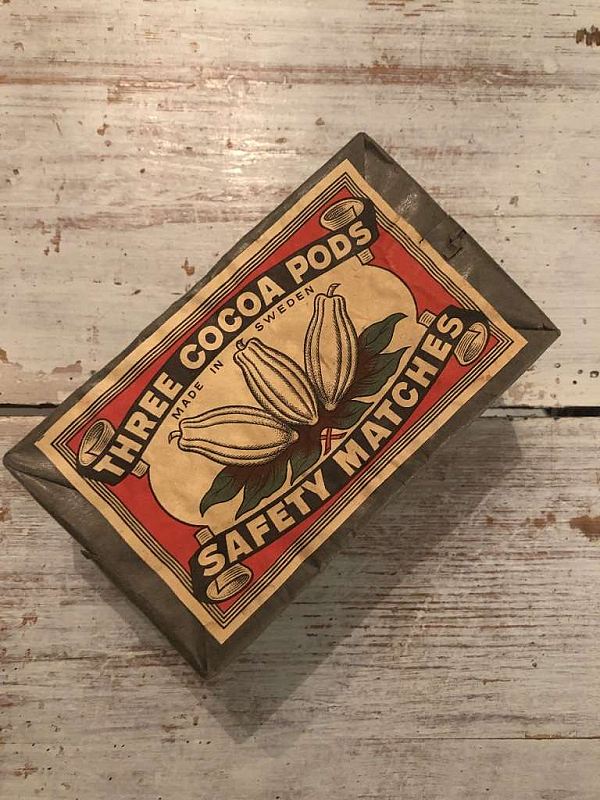 THREE COCOA PODS
MADE IN SWEDEN
SAFETY MATCHES